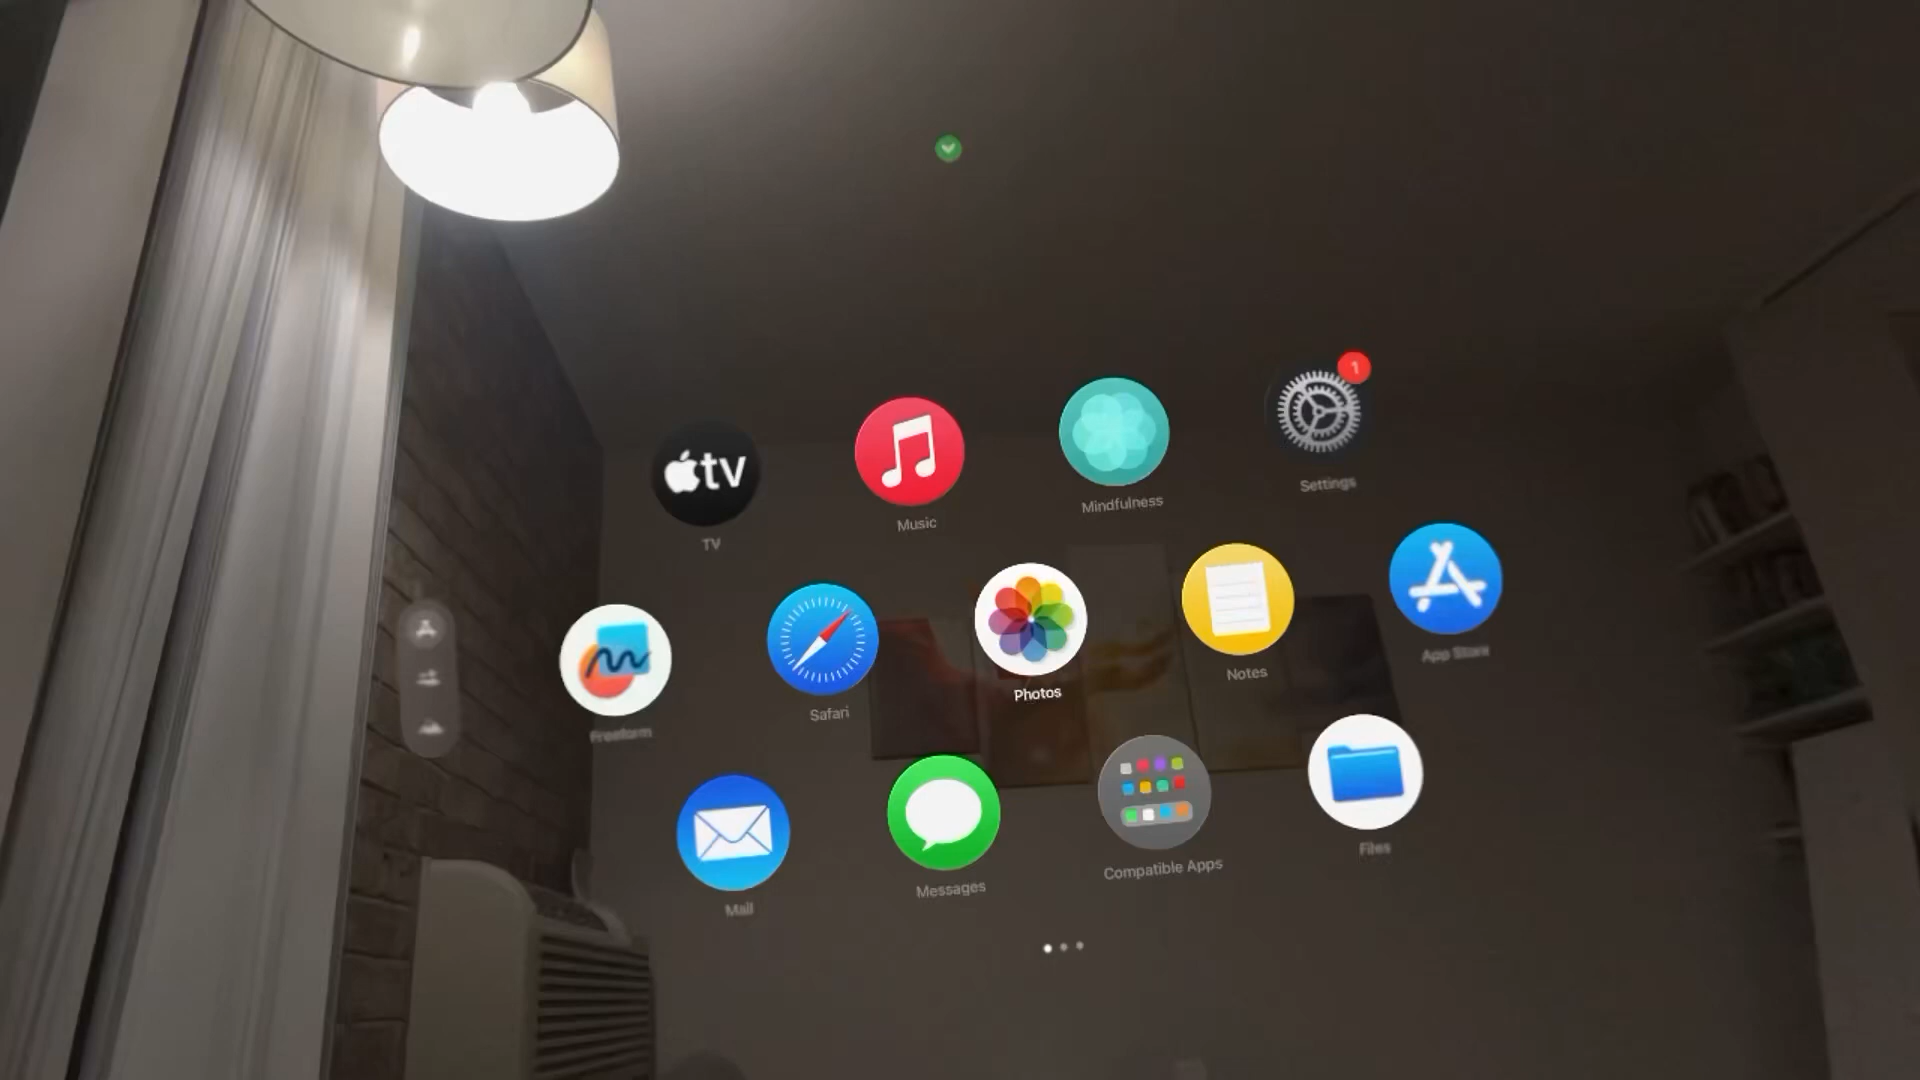 tv
1
TV
Music
Mindfulness
Settings
Freeform
Safari
Photos
Notes
App Store
Mail
Messages
Compatible Apps
Files